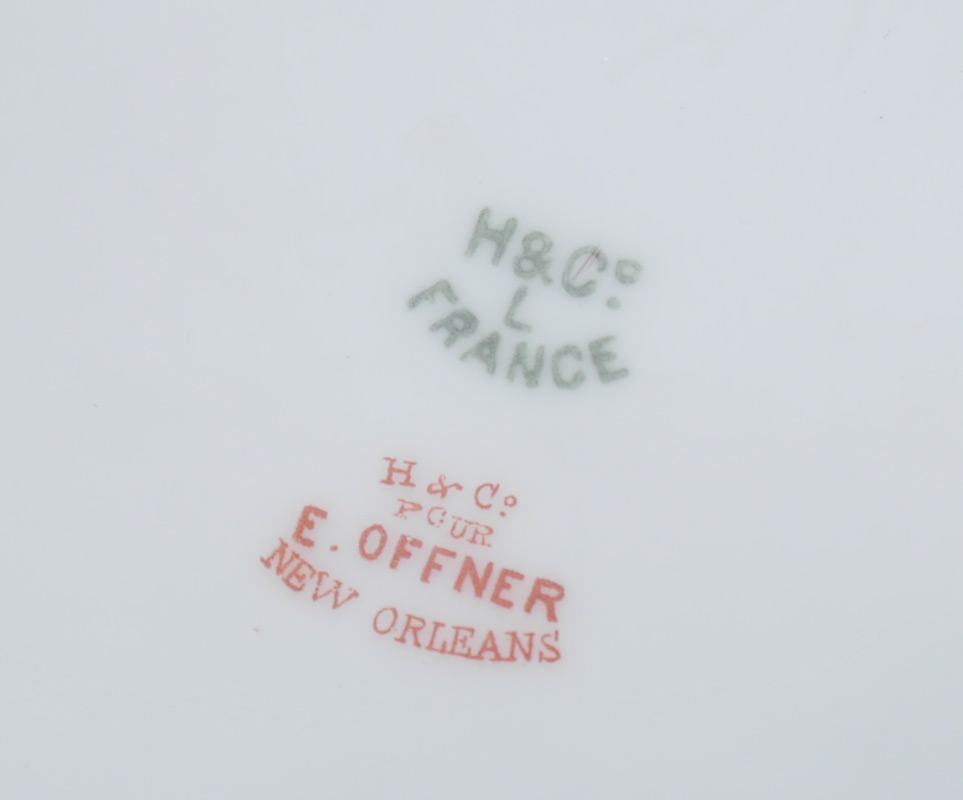 H & Cº
L
FRANCE
H & Cº
POUR
E. OFFNER
NEW ORLEANS